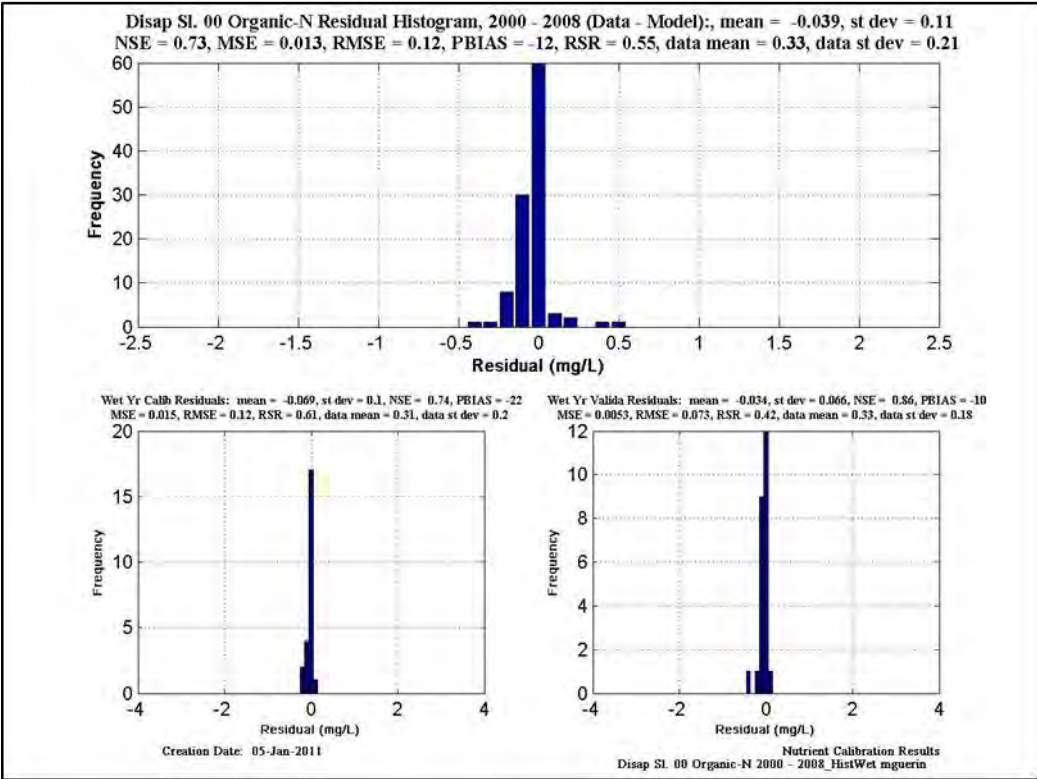 Disap Sl. 00 Organic-N Residual Histogram, 2000 - 2008 (Data - Model):, mean = -0.039, st dev = 0.11
NSE = 0.73, MSE = 0.013, RMSE = 0.12, PBIAS = -12, RSR = 0.55, data mean = 0.33, data st dev = 0.21
Frequency
60
50
40
30
20
10
0
-2.5 -2 -1.5 -1 -0.5 0 0.5 1 1.5 2 2.5
Residual (mg/L)
Wet Yr Calib Residuals: mean = -0.069, st dev = 0.1, NSE = 0.74, PBIAS = -22
MSE = 0.015, RMSE = 0.12, RSR = 0.61, data mean = 0.31, data st dev = 0.2
Frequency
20
15
10
5
0
-4 -2 0 2 4
Residual (mg/L)
Wet Yr Valida Residuals: mean = -0.034, st dev = 0.066, NSE = 0.86, PBIAS = -10
MSE = 0.0053, RMSE = 0.073, RSR = 0.42, data mean = 0.33, data st dev = 0.18
Frequency
12
10
8
6
4
2
0
-4 -2 0 2 4
Residual (mg/L)
Creation Date: 05-Jan-2011
Nutrient Calibration Results
Disap Sl. 00 Organic-N 2000 - 2008_HistWet mguerin